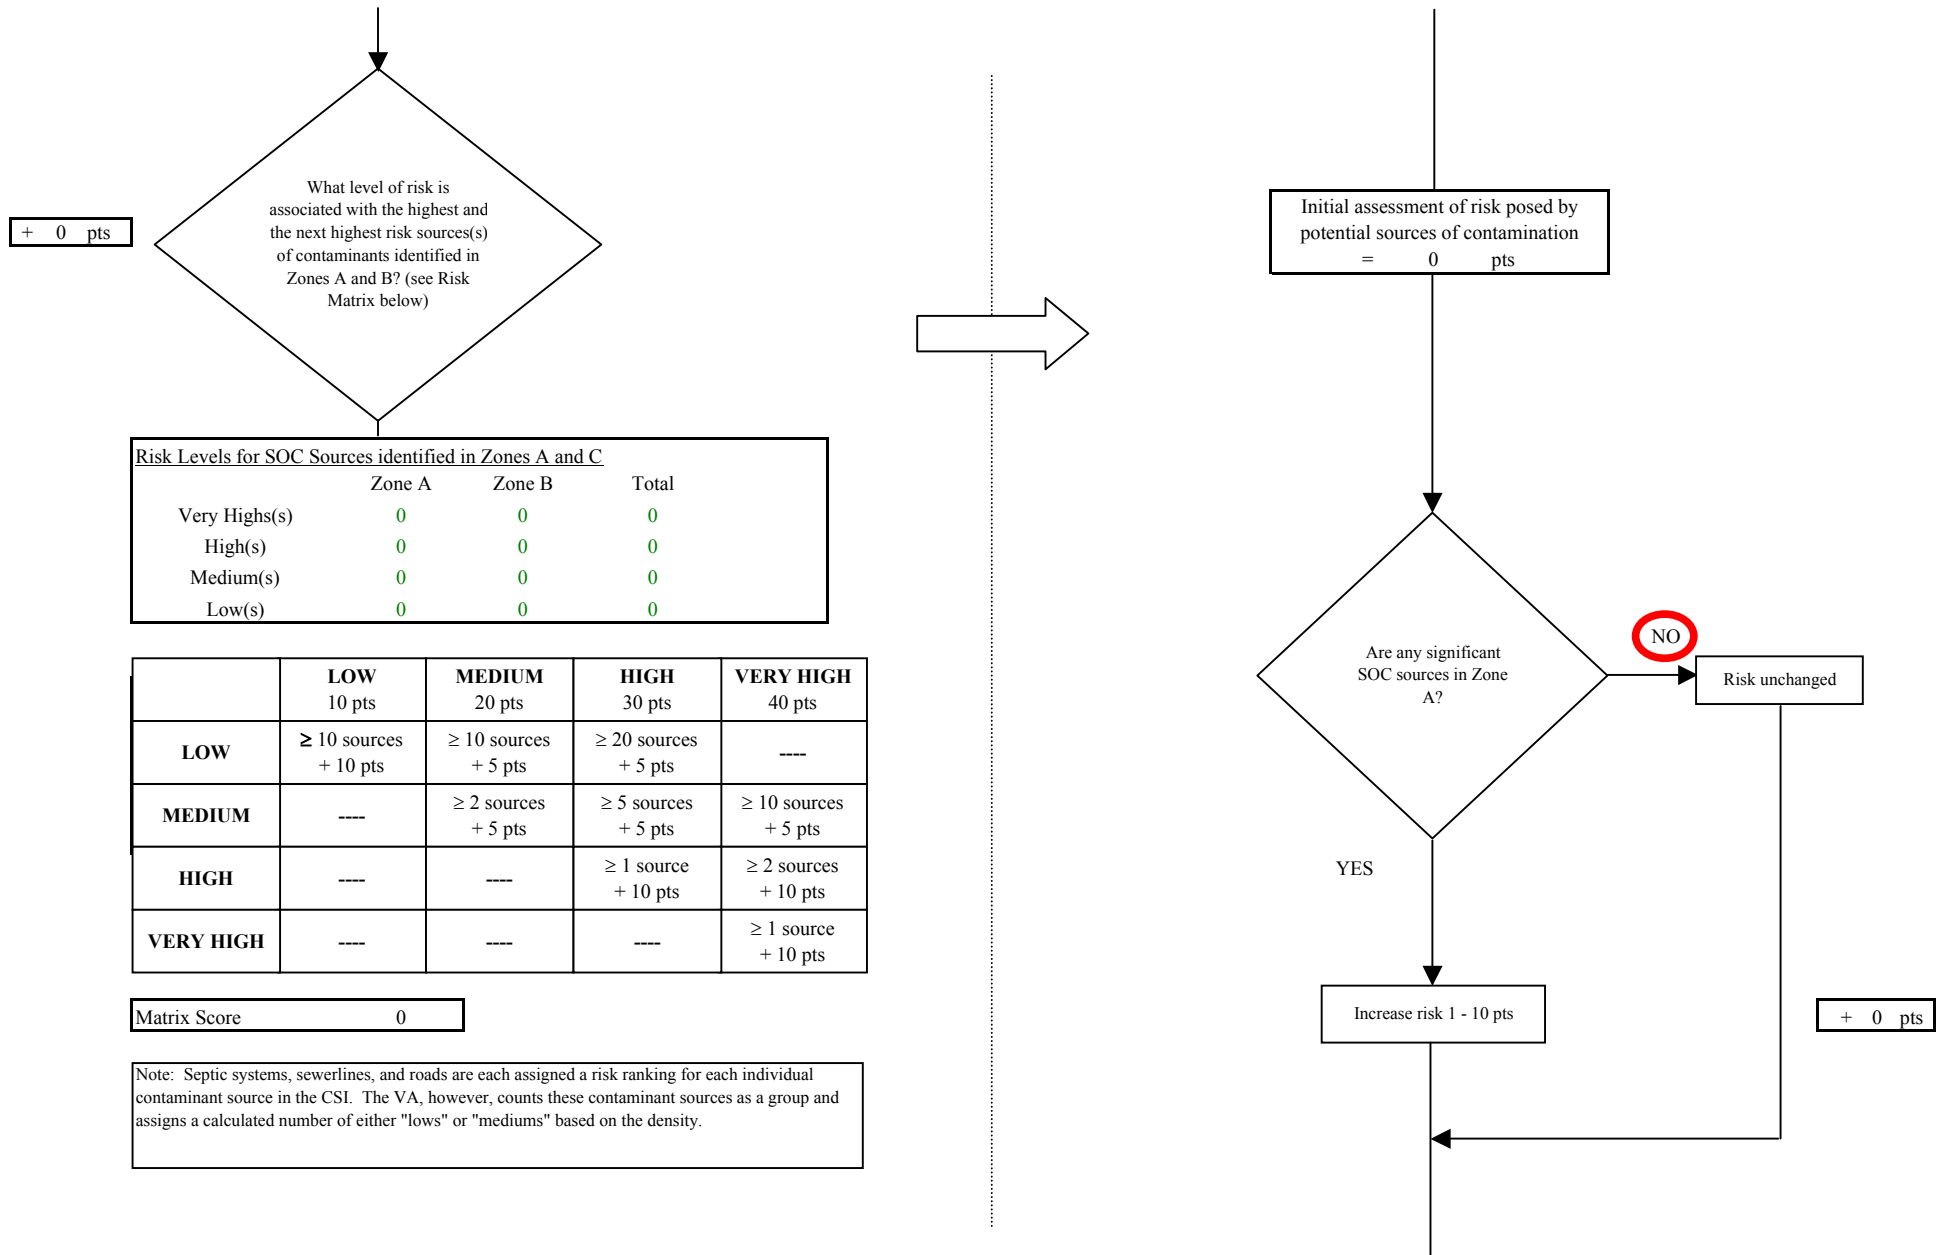 What level of risk is
associated with the highest and
the next highest risk sources(s)
of contaminants identified in
Zones A and B? (see Risk
Matrix below)
+ 0 pts
Risk Levels for SOC Sources identified in Zones A and C
Zone A Zone B Total
Very Highs(s) 0 0 0
High(s) 0 0 0
Medium(s) 0 0 0
Low(s) 0 0 0
LOW MEDIUM HIGH VERY HIGH
10 pts 20 pts 30 pts 40 pts
LOW ≥ 10 sources ≥ 10 sources ≥ 20 sources ----
+ 10 pts + 5 pts + 5 pts
MEDIUM ---- ≥ 2 sources ≥ 5 sources ≥ 10 sources
+ 5 pts + 5 pts + 5 pts
HIGH ---- ---- ≥ 1 source ≥ 2 sources
+ 10 pts + 10 pts
VERY HIGH ---- ---- ---- ≥ 1 source
+ 10 pts
Matrix Score 0
Note: Septic systems, sewerlines, and roads are each assigned a risk ranking for each individual
contaminant source in the CSI. The VA, however, counts these contaminant sources as a group and
assigns a calculated number of either "lows" or "mediums" based on the density.
Initial assessment of risk posed by
potential sources of contamination
= 0 pts
Are any significant
SOC sources in Zone
A?
NO
Risk unchanged
YES
Increase risk 1 - 10 pts
+ 0 pts